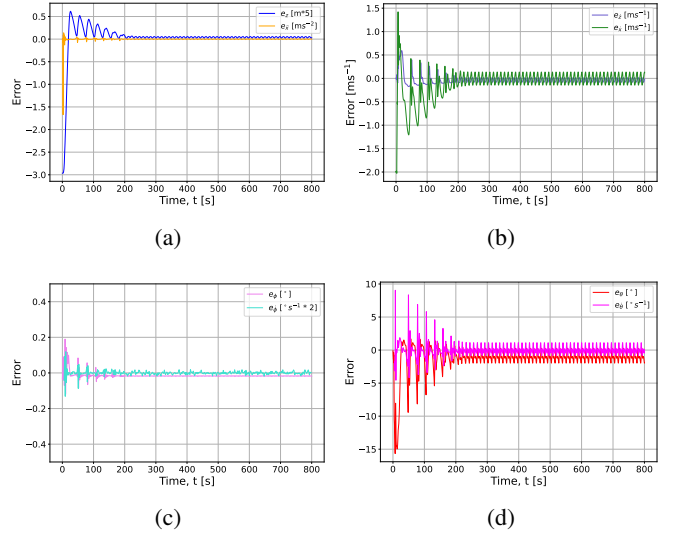 e_z [m*5]
e_ẍ [ms⁻²]
0.5
0.0
−0.5
−1.0
−1.5
−2.0
−2.5
−3.0
Error
0 100 200 300 400 500 600 700 800
Time, t [s]
(a)
e_ż [ms⁻¹]
e_ẋ [ms⁻¹]
1.5
1.0
0.5
0.0
−0.5
−1.0
−1.5
−2.0
Error [ms⁻¹]
0 100 200 300 400 500 600 700 800
Time, t [s]
(b)
e_ϕ [°]
e_ϕ̇ [°s⁻¹ * 2]
0.4
0.2
0.0
−0.2
−0.4
Error
0 100 200 300 400 500 600 700 800
Time, t [s]
(c)
e_θ [°]
e_θ̇ [°s⁻¹]
10
5
0
−5
−10
−15
Error
0 100 200 300 400 500 600 700 800
Time, t [s]
(d)